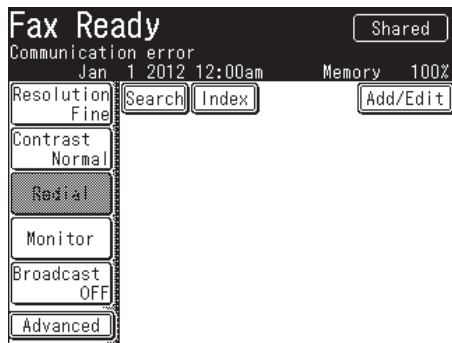 Fax Ready Shared
Communication error
Jan 1 2012 12:00am Memory 100%
Resolution
Fine
Search Index Add/Edit
Contrast
Normal
Redial
Monitor
Broadcast
OFF
Advanced